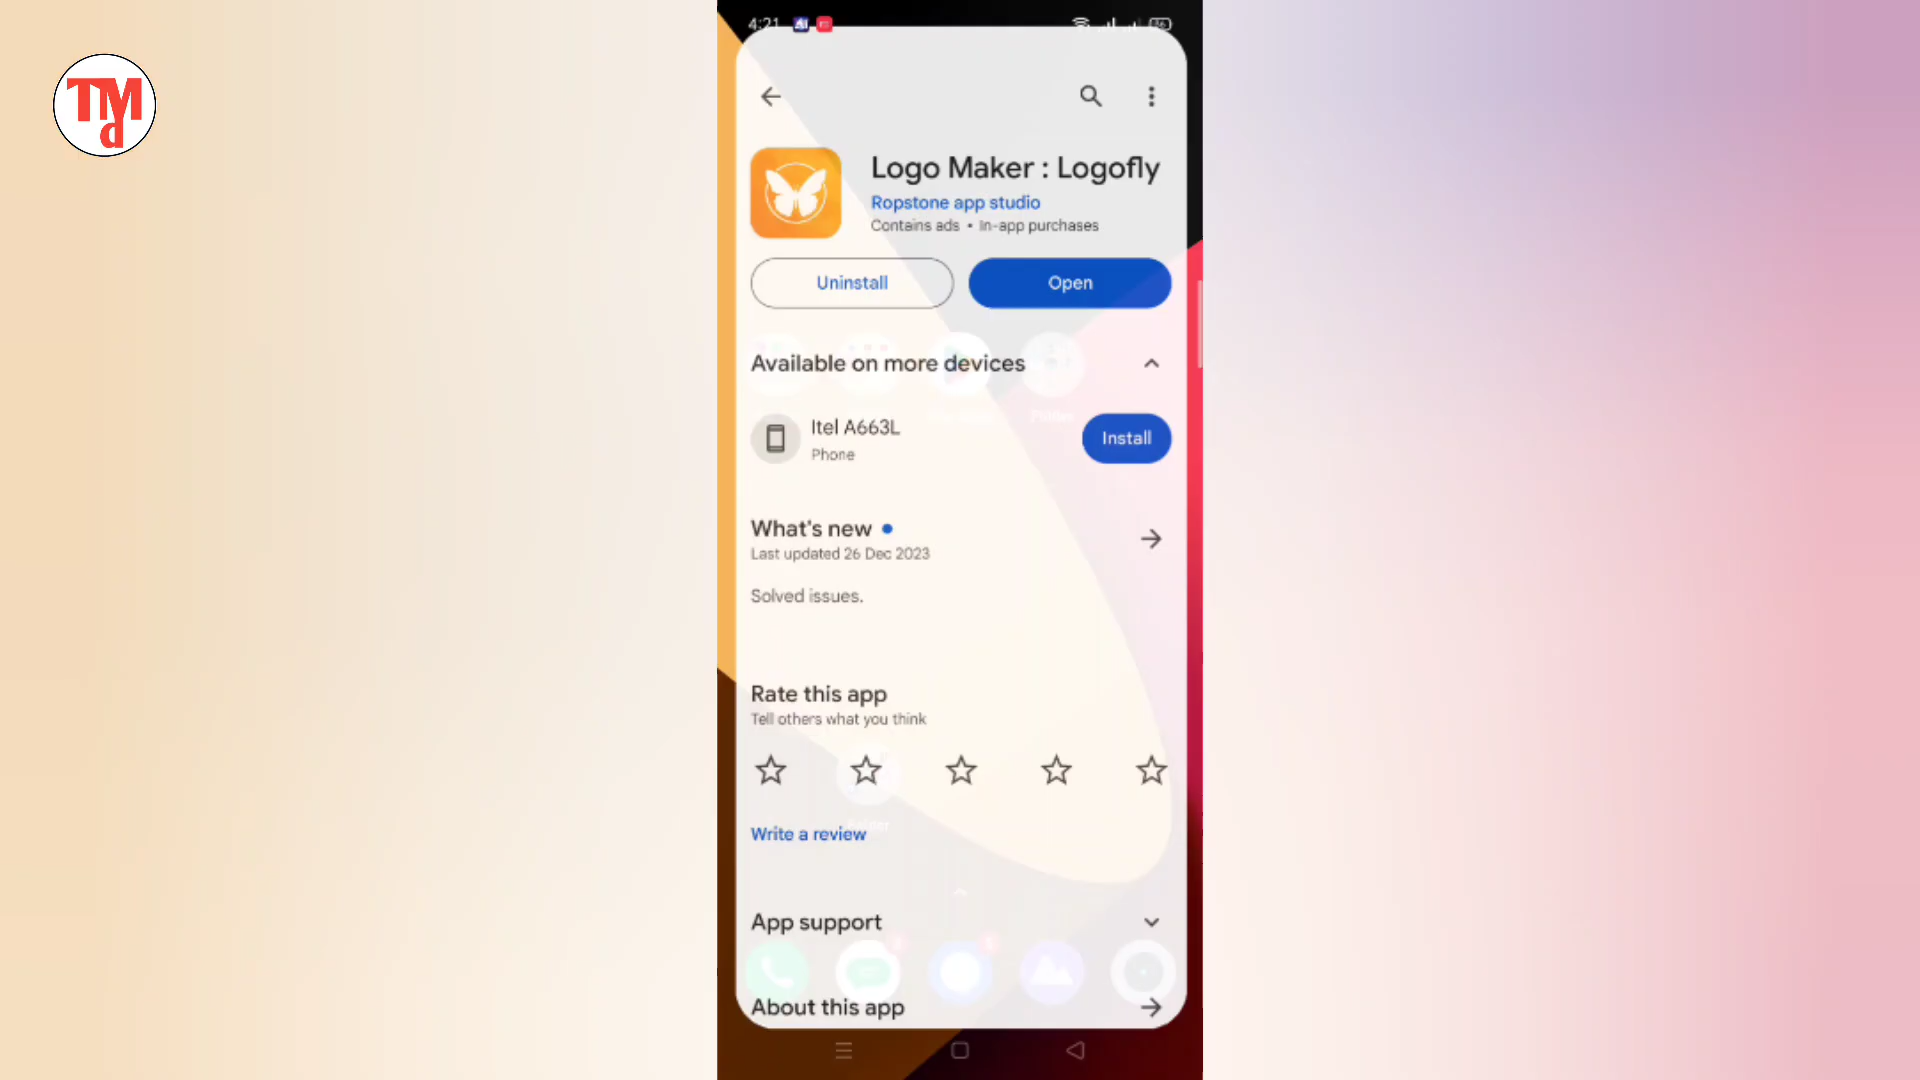 TM
d
4:21
Logo Maker : Logofly
Ropstone app studio
Contains ads • In-app purchases
Uninstall
Open
Available on more devices
Itel A663L
Phone
Install
What's new
Last updated 26 Dec 2023
Solved issues.
Rate this app
Tell others what you think
Write a review
App support
About this app